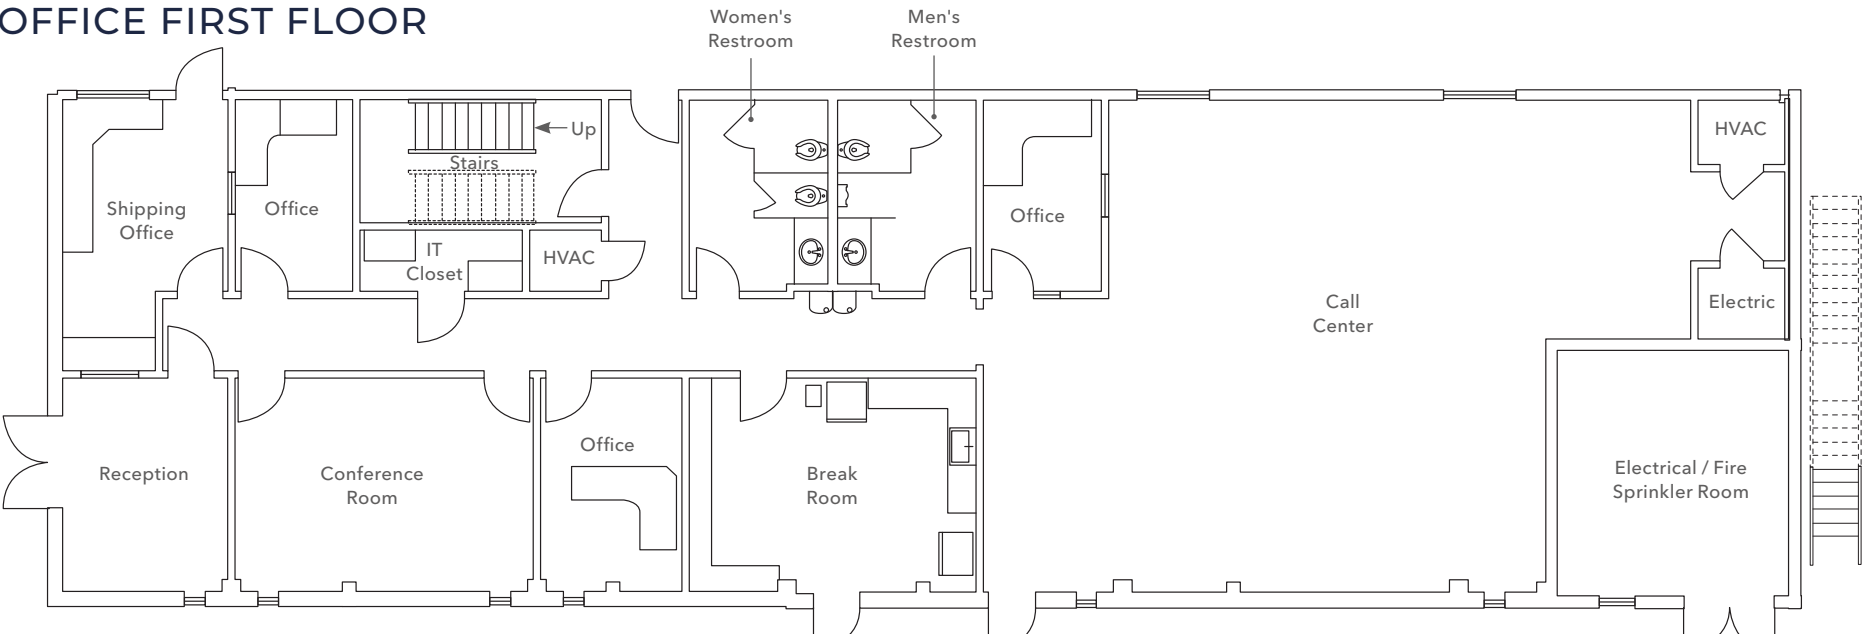 OFFICE FIRST FLOOR
Women's
Restroom
Men's
Restroom
Up
Stairs
HVAC
Shipping
Office
Office
Office
IT
Closet
HVAC
Call
Center
Electric
Reception
Conference
Room
Office
Break
Room
Electrical / Fire
Sprinkler Room